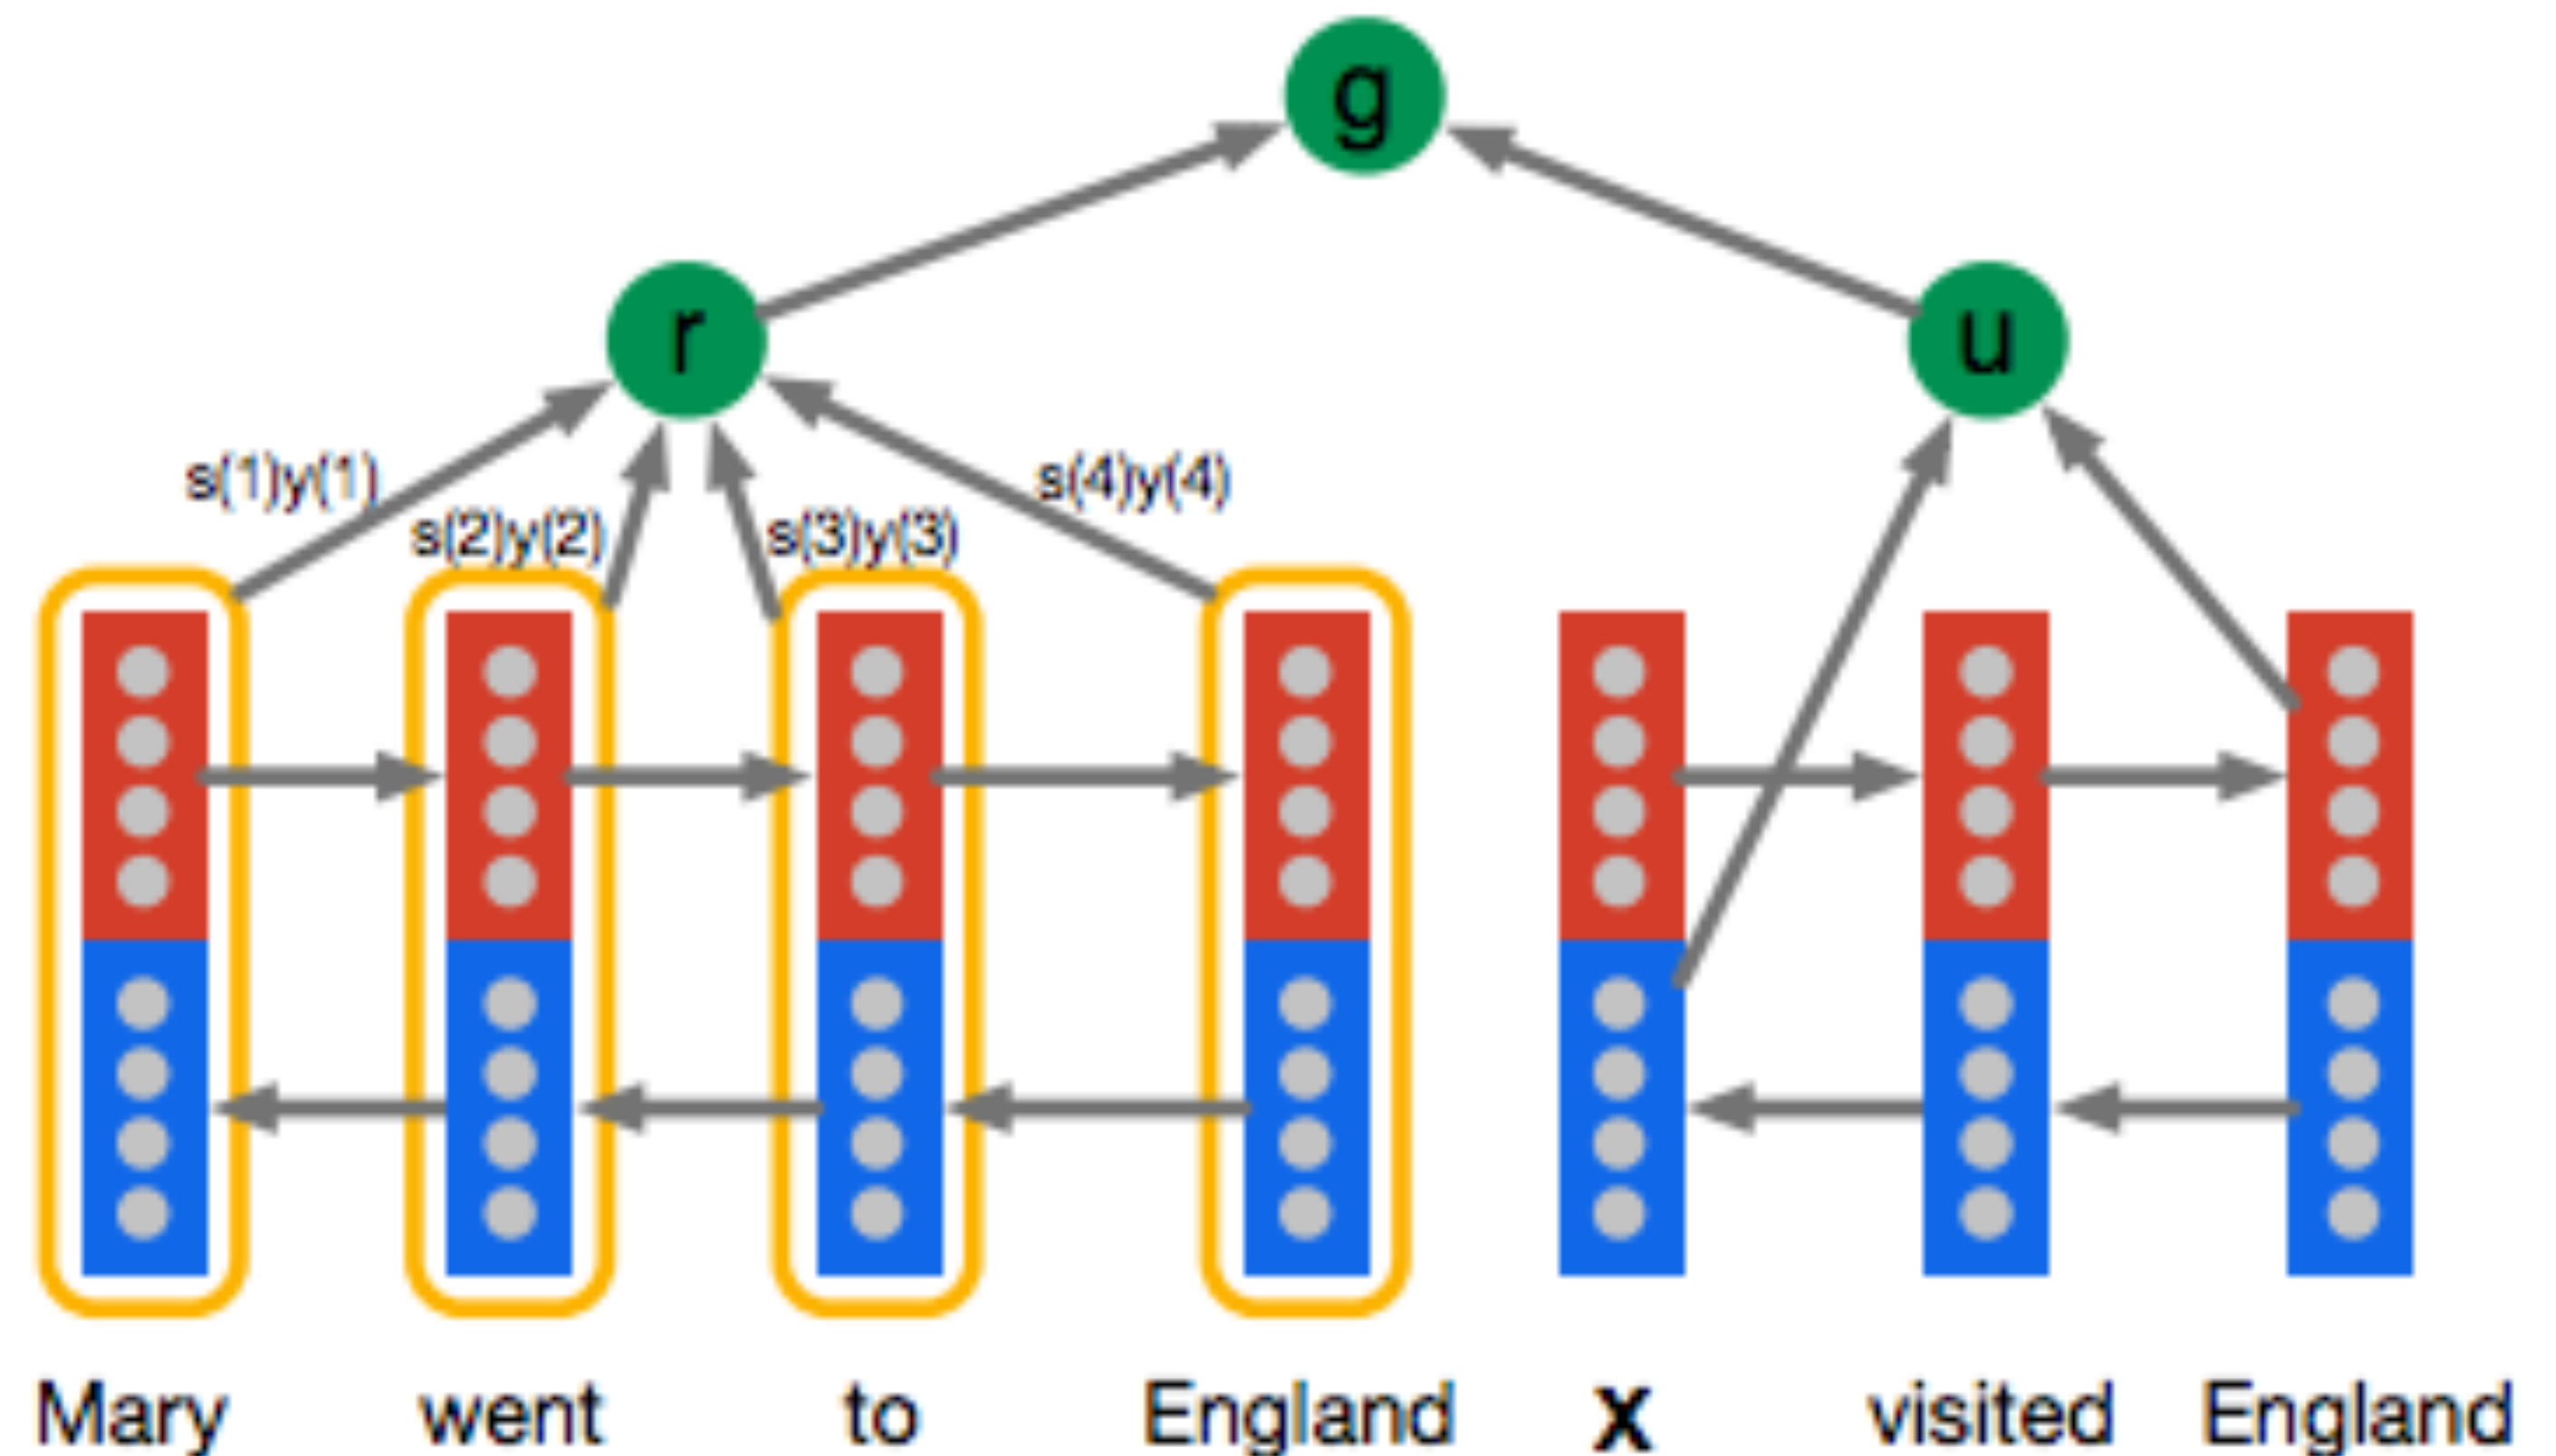 g
r
u
s(1)y(1)
s(4)y(4)
s(2)y(2)
s(3)y(3)
Mary went to England X visited England